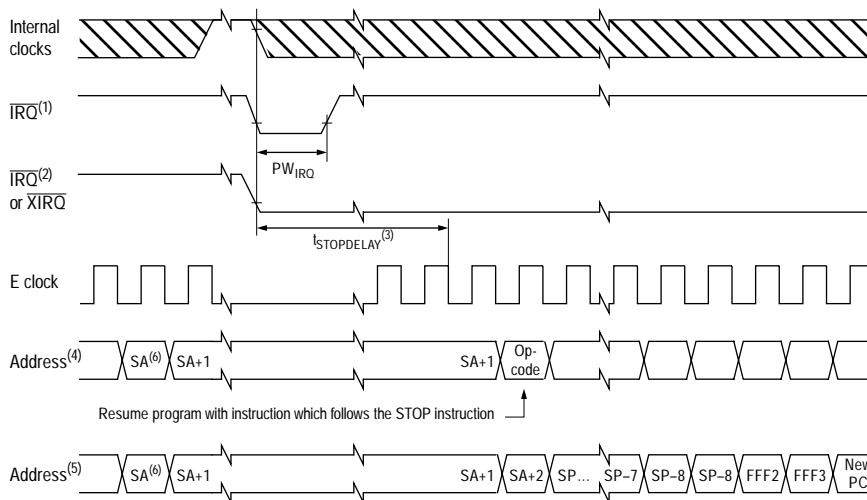 Internal
clocks
IRQ(1)
PWIRQ
IRQ(2)
or XIRQ
tSTOPDELAY(3)
E clock
Address(4) SA(6) SA+1 SA+1 Op-
code
Resume program with instruction which follows the STOP instruction
Address(5) SA(6) SA+1 SA+1 SA+2 SP... SP–7 SP–8 SP–8 FFF2 FFF3 New
PC